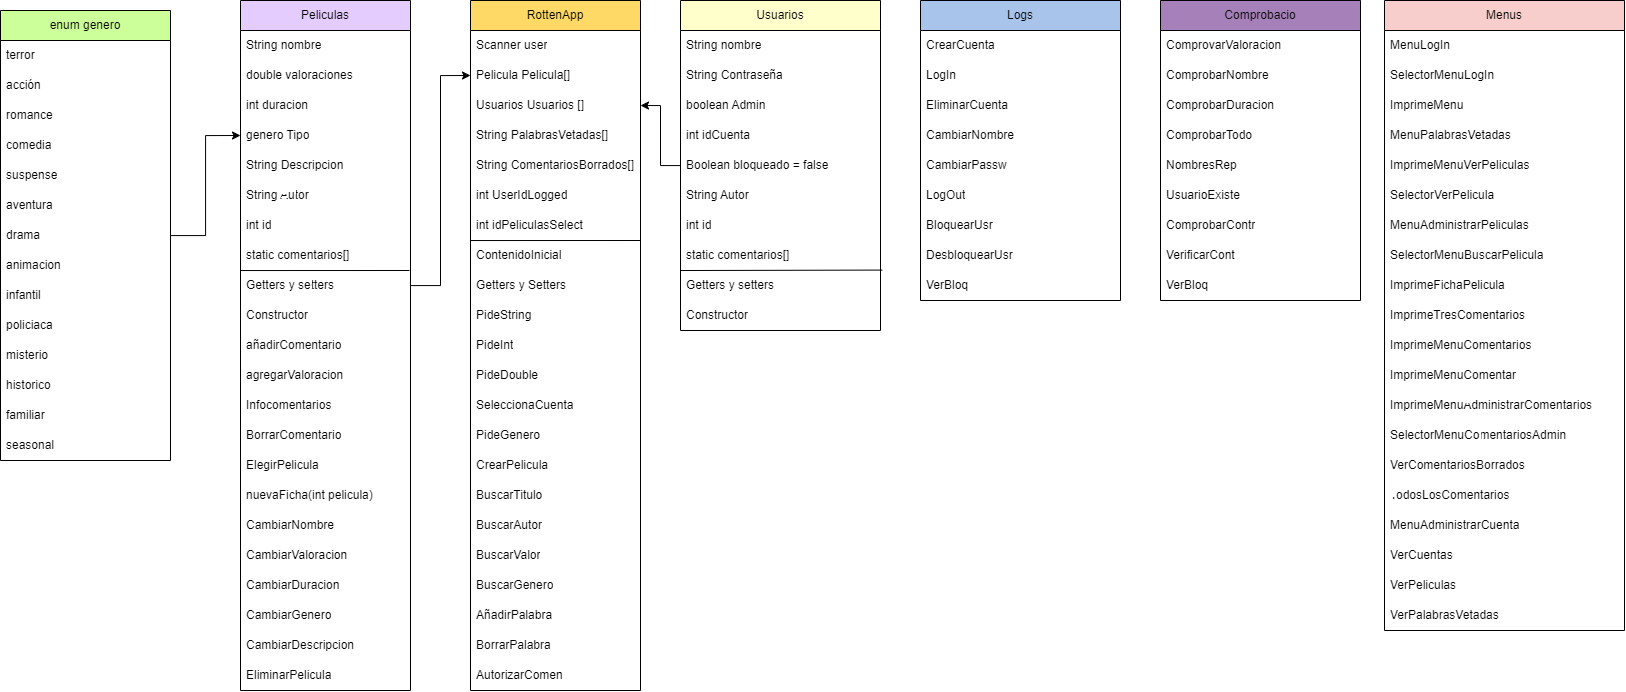 enum genero
terror
acción
romance
comedia
suspense
aventura
drama
animacion
infantil
policiaca
misterio
historico
familiar
seasonal
Peliculas
String nombre
double valoraciones
int duracion
genero Tipo
String Descripcion
String Autor
int id
static comentarios[]
Getters y setters
Constructor
añadirComentario
agregarValoracion
Infocomentarios
BorrarComentario
ElegirPelicula
nuevaFicha(int pelicula)
CambiarNombre
CambiarValoracion
CambiarDuracion
CambiarGenero
CambiarDescripcion
EliminarPelicula
RottenApp
Scanner user
Pelicula Pelicula[]
Usuarios Usuarios []
String PalabrasVetadas[]
String ComentariosBorrados[]
int UserIdLogged
int idPeliculasSelect
ContenidoInicial
Getters y Setters
PideString
PideInt
PideDouble
SeleccionaCuenta
PideGenero
CrearPelicula
BuscarTitulo
BuscarAutor
BuscarValor
BuscarGenero
AñadirPalabra
BorrarPalabra
AutorizarComen
Usuarios
String nombre
String Contraseña
boolean Admin
int idCuenta
Boolean bloqueado = false
String Autor
int id
static comentarios[]
Getters y setters
Constructor
Logs
CrearCuenta
LogIn
EliminarCuenta
CambiarNombre
CambiarPassw
LogOut
BloquearUsr
DesbloquearUsr
VerBloq
Comprobacio
ComprovarValoracion
ComprobarNombre
ComprobarDuracion
ComprobarTodo
NombresRep
UsuarioExiste
ComprobarContr
VerificarCont
VerBloq
Menus
MenuLogIn
SelectorMenuLogIn
ImprimeMenu
MenuPalabrasVetadas
ImprimeMenuVerPeliculas
SelectorVerPelicula
MenuAdministrarPeliculas
SelectorMenuBuscarPelicula
ImprimeFichaPelicula
ImprimeTresComentarios
ImprimeMenuComentarios
ImprimeMenuComentar
ImprimeMenuAdministrarComentarios
SelectorMenuComentariosAdmin
VerComentariosBorrados
.odosLosComentarios
MenuAdministrarCuenta
VerCuentas
VerPeliculas
VerPalabrasVetadas